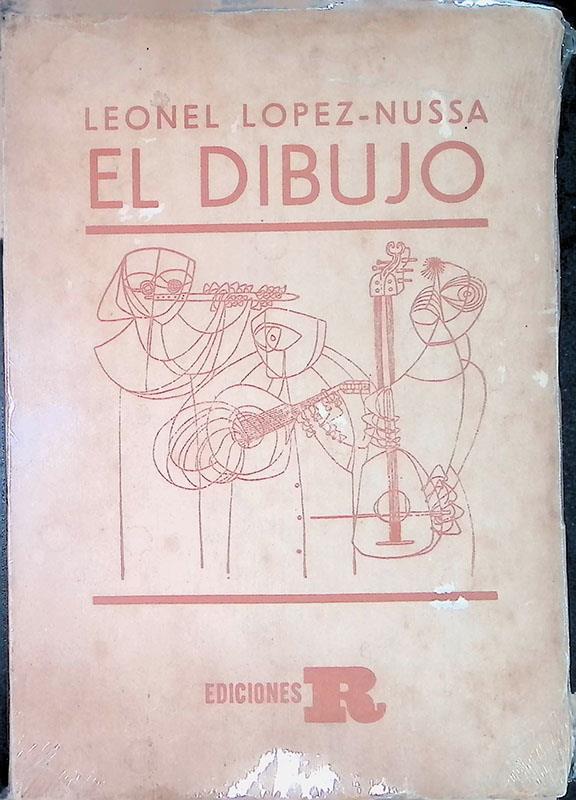 LEONEL LOPEZ-NUSSA
EL DIBUJO
EDICIONES R